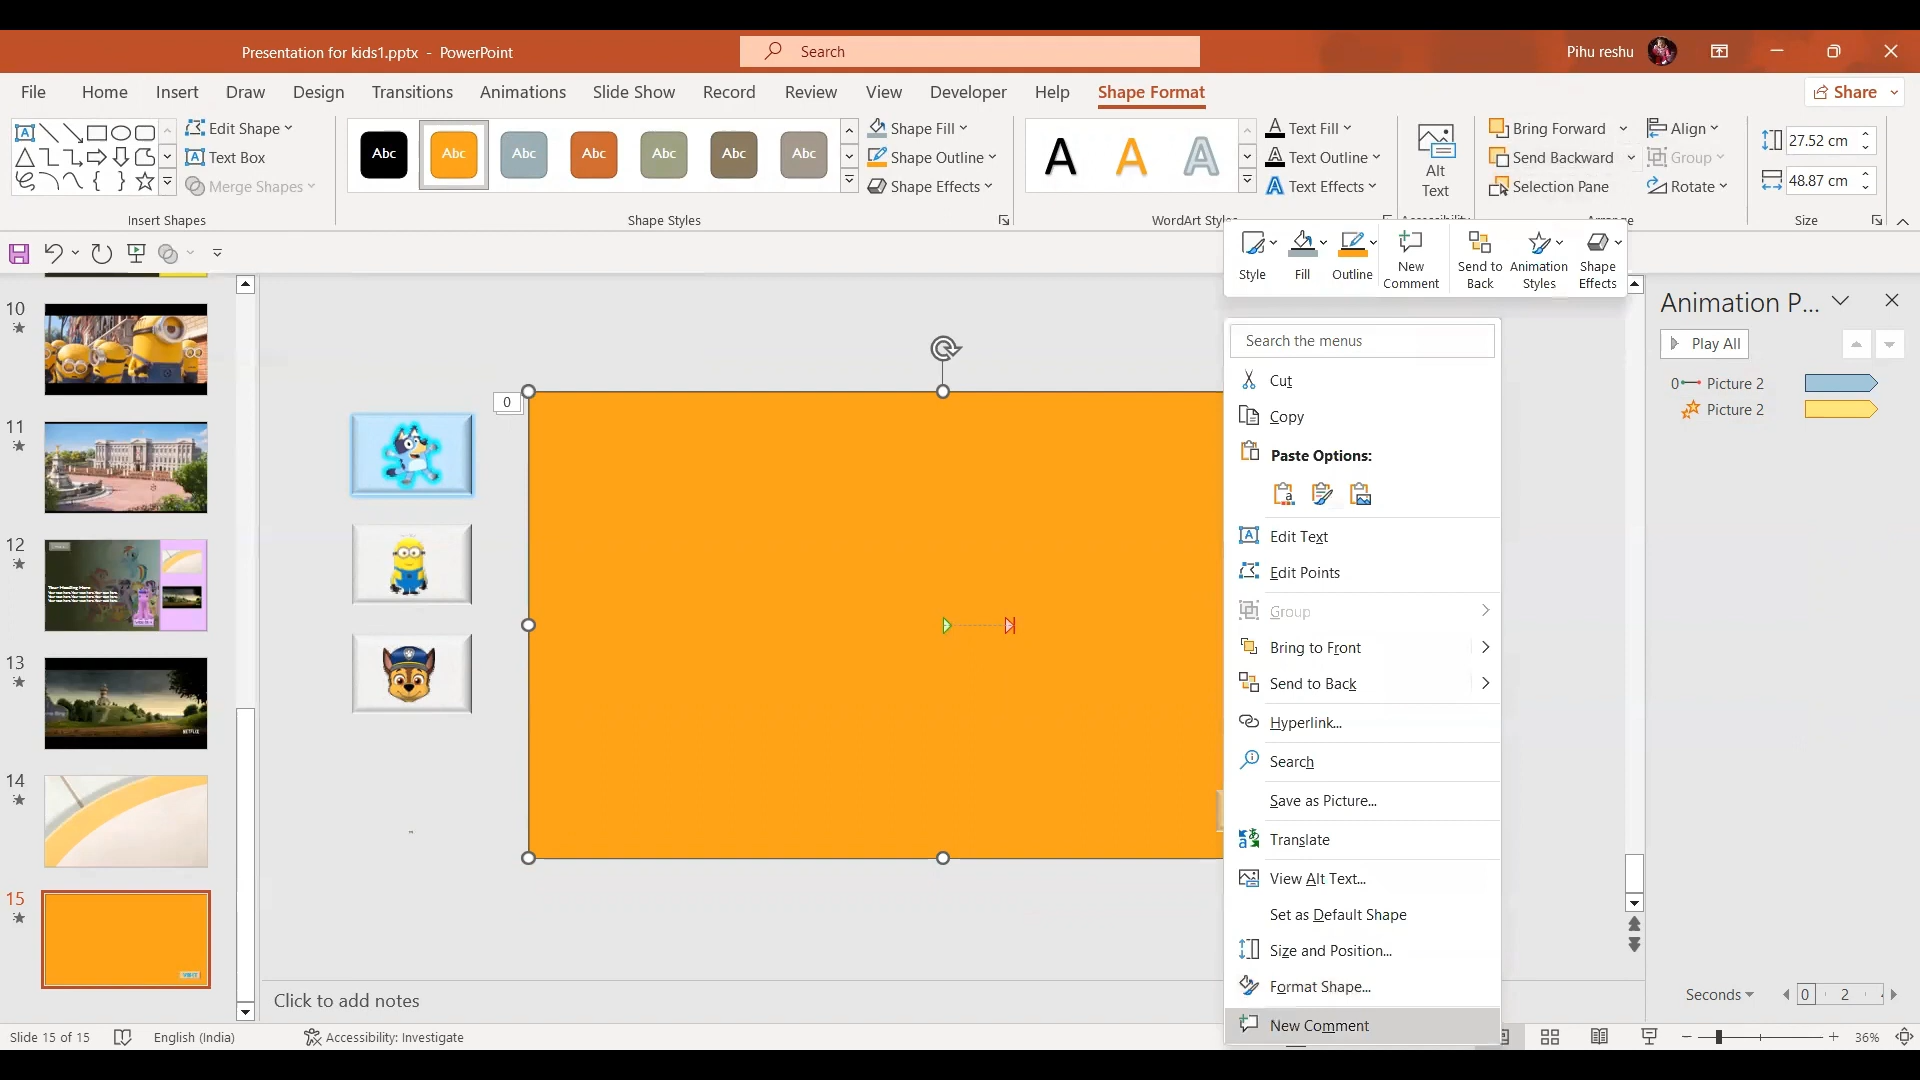 Presentation for kids1.pptx - PowerPoint
Search
Pihu reshu
File
Home
Insert
Draw
Design
Transitions
Animations
Slide Show
Record
Review
View
Developer
Help
Shape Format
Share
Edit Shape
Text Box
Merge Shapes
Insert Shapes
Abc
Abc
Abc
Abc
Abc
Abc
Abc
Shape Styles
Shape Fill
Shape Outline
Shape Effects
A
A
A
WordArt Styles
Text Fill
Text Outline
Text Effects
Alt
Text
Bring Forward
Send Backward
Selection Pane
Align
Group
Rotate
27.52 cm
48.87 cm
Size
Style
Fill
Outline
New
Comment
Send to
Back
Animation
Styles
Shape
Effects
Search the menus
Cut
Copy
Paste Options:
Edit Text
Edit Points
Group
Bring to Front
Send to Back
Hyperlink...
Search
Save as Picture...
Translate
View Alt Text...
Set as Default Shape
Size and Position...
Format Shape...
New Comment
Animation P...
Play All
0 Picture 2
Picture 2
Seconds
0
2
10
11
12
Your Heading Here
13
NETFLIX
14
15
0
Click to add notes
Slide 15 of 15
English (India)
Accessibility: Investigate
36%